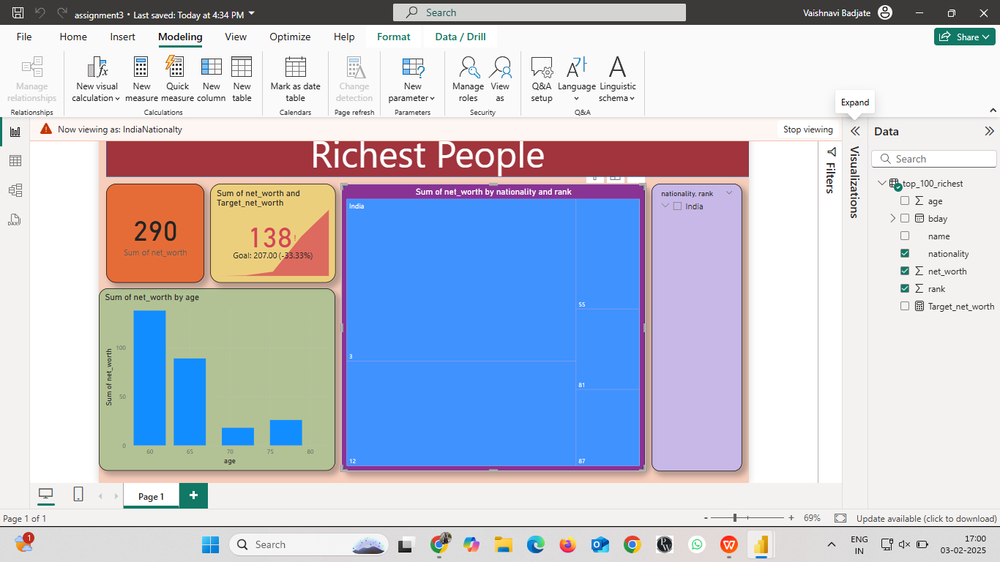 assignment3 • Last saved: Today at 4:34 PM
Search
Vaishnavi Badjate
File Home Insert Modeling View Optimize Help Format Data / Drill
Share
Manage relationships
New visual calculation
New measure
Quick measure
New column
New table
Mark as date table
Change detection
New parameter
Manage roles
View as
Q&A setup
Language
Linguistic schema
Relationships
Calculations
Calendars
Page refresh
Parameters
Security
Q&A
Expand
Now viewing as: IndiaNationalty
Stop viewing
Richest People
290
Sum of net_worth
Sum of net_worth and
Target_net_worth
138!
Goal: 207.00 (-33.33%)
Sum of net_worth by age
Sum of net_worth
100
50
0
60 65 70 75 80
age
Sum of net_worth by nationality and rank
India
3
12
55
81
87
nationality, rank
India
Filters
Visualizations
Data
Search
top_100_richest
age
bday
name
nationality
net_worth
rank
Target_net_worth
DAX
Page 1
Page 1 of 1
- + 69%
Update available (click to download)
1
Search
PW
W
ENG
IN
17:00
03-02-2025